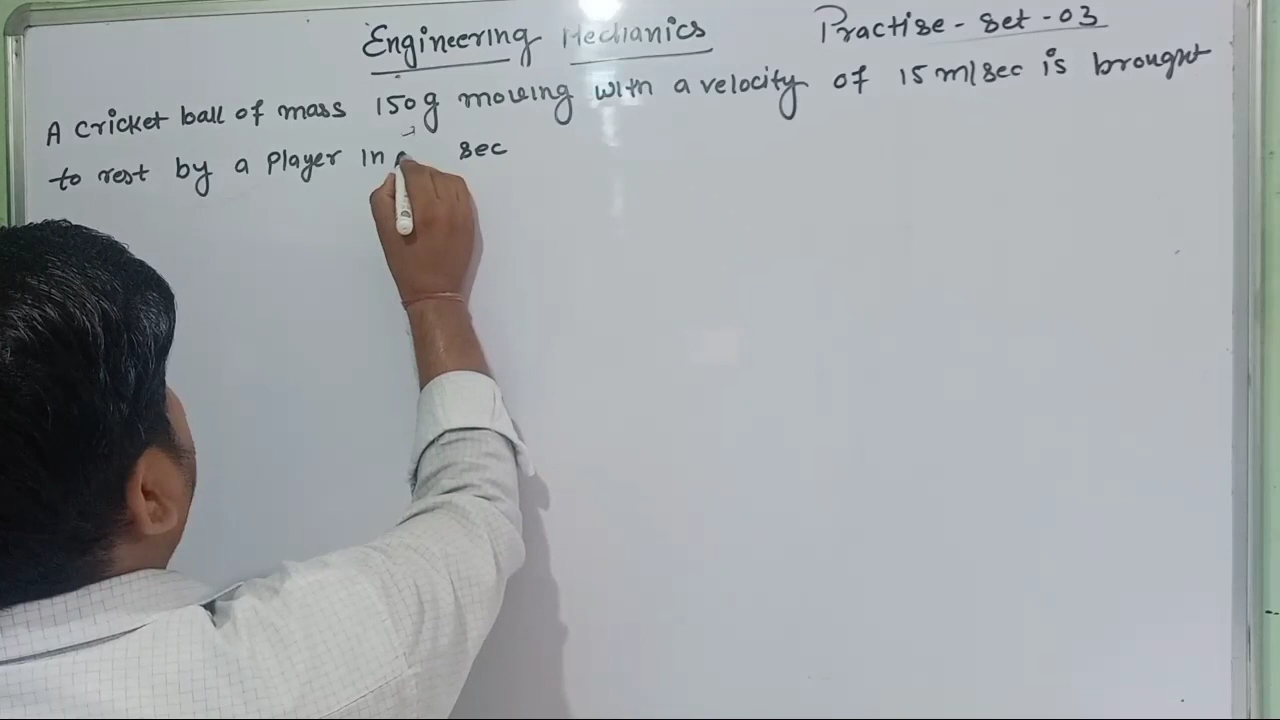 Engineering Mechanics Practise - Set - 03
A cricket ball of mass 150g moving with a velocity of 15 m/sec is brought
to rest by a player in sec